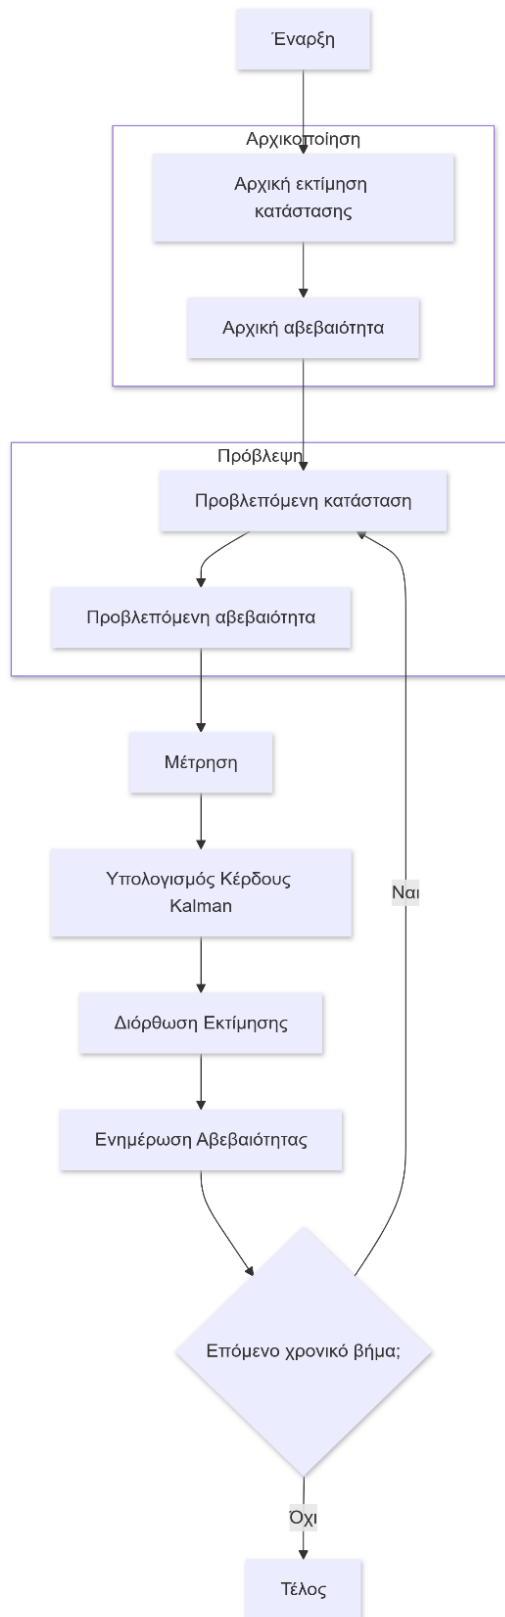 Έναρξη
Αρχικοποίηση
Αρχική εκτίμηση
κατάστασης
Αρχική αβεβαιότητα
Πρόβλεψη
Προβλεπόμενη κατάσταση
Προβλεπόμενη αβεβαιότητα
Μέτρηση
Υπολογισμός Κέρδους
Kalman
Ναι
Διόρθωση Εκτίμησης
Ενημέρωση Αβεβαιότητας
Επόμενο χρονικό βήμα;
Όχι
Τέλος